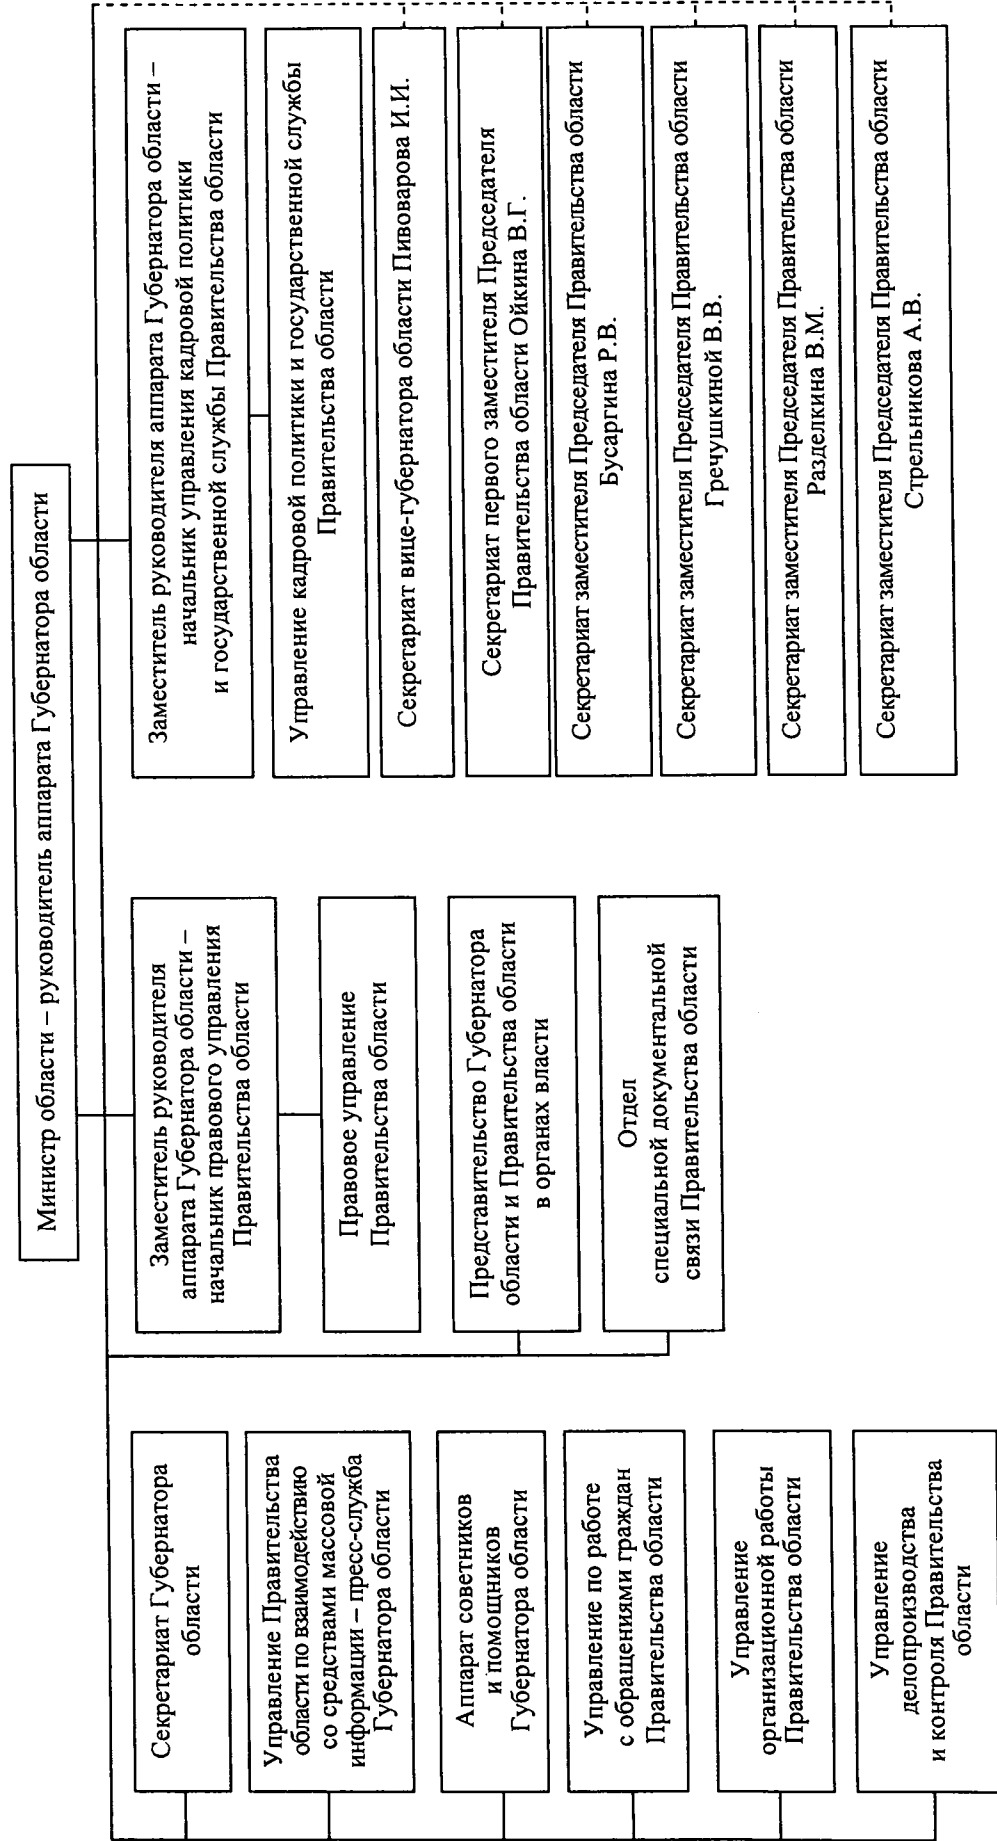 Министр области – руководитель аппарата Губернатора области
Секретариат Губернатора
области
Управление Правительства
области по взаимодействию
со средствами массовой
информации – пресс-служба
Губернатора области
Аппарат советников
и помощников
Губернатора области
Управление по работе
с обращениями граждан
Правительства области
Управление
организационной работы
Правительства области
Управление
делопроизводства
и контроля Правительства
области
Заместитель руководителя
аппарата Губернатора области –
начальник правового управления
Правительства области
Правовое управление
Правительства области
Представительство Губернатора
области и Правительства области
в органах власти
Отдел
специальной документальной
связи Правительства области
Заместитель руководителя аппарата Губернатора области –
начальник управления кадровой политики
и государственной службы Правительства области
Управление кадровой политики и государственной службы
Правительства области
Секретариат вице-губернатора области Пивоварова И.И.
Секретариат первого заместителя Председателя
Правительства области Ойкина В.Г.
Секретариат заместителя Председателя Правительства области
Бусаргина Р.В.
Секретариат заместителя Председателя Правительства области
Гречушкиной В.В.
Секретариат заместителя Председателя Правительства области
Разделкина В.М.
Секретариат заместителя Председателя Правительства области
Стрельникова А.В.